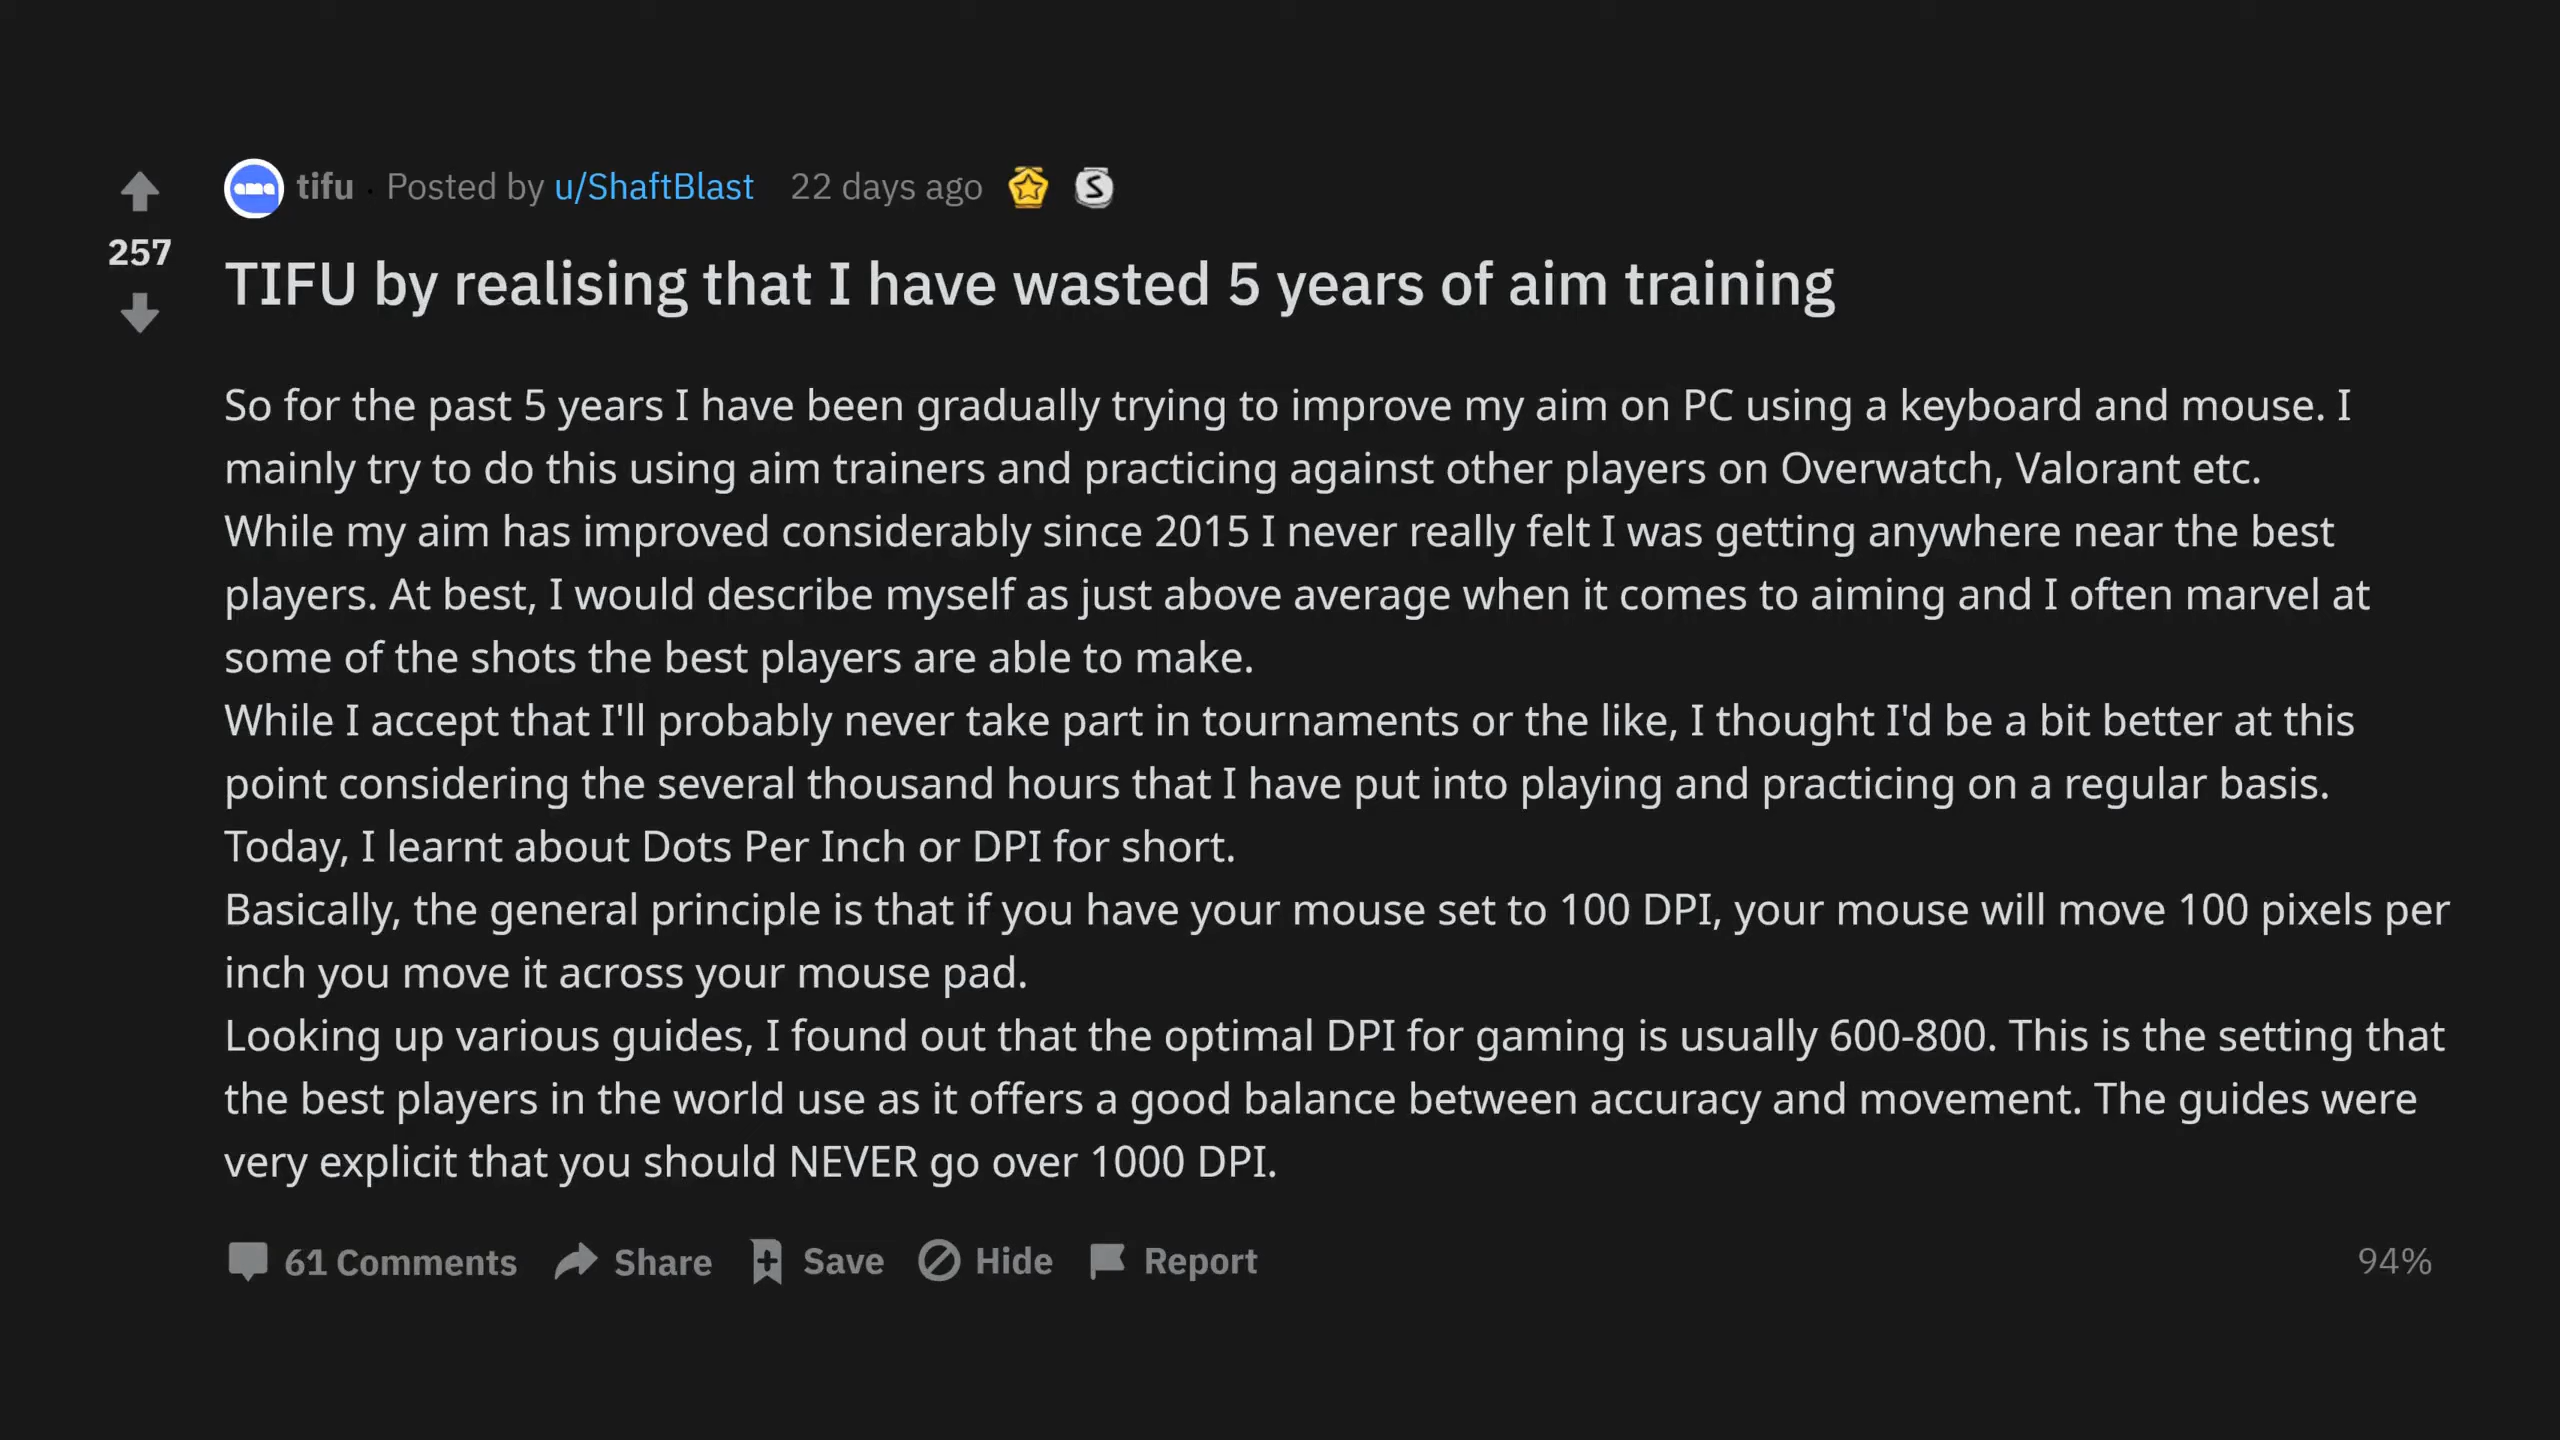 ama tifu · Posted by u/ShaftBlast 22 days ago S
257
TIFU by realising that I have wasted 5 years of aim training
So for the past 5 years I have been gradually trying to improve my aim on PC using a keyboard and mouse. I
mainly try to do this using aim trainers and practicing against other players on Overwatch, Valorant etc.
While my aim has improved considerably since 2015 I never really felt I was getting anywhere near the best
players. At best, I would describe myself as just above average when it comes to aiming and I often marvel at
some of the shots the best players are able to make.
While I accept that I'll probably never take part in tournaments or the like, I thought I'd be a bit better at this
point considering the several thousand hours that I have put into playing and practicing on a regular basis.
Today, I learnt about Dots Per Inch or DPI for short.
Basically, the general principle is that if you have your mouse set to 100 DPI, your mouse will move 100 pixels per
inch you move it across your mouse pad.
Looking up various guides, I found out that the optimal DPI for gaming is usually 600-800. This is the setting that
the best players in the world use as it offers a good balance between accuracy and movement. The guides were
very explicit that you should NEVER go over 1000 DPI.
61 Comments Share Save Hide Report 94%